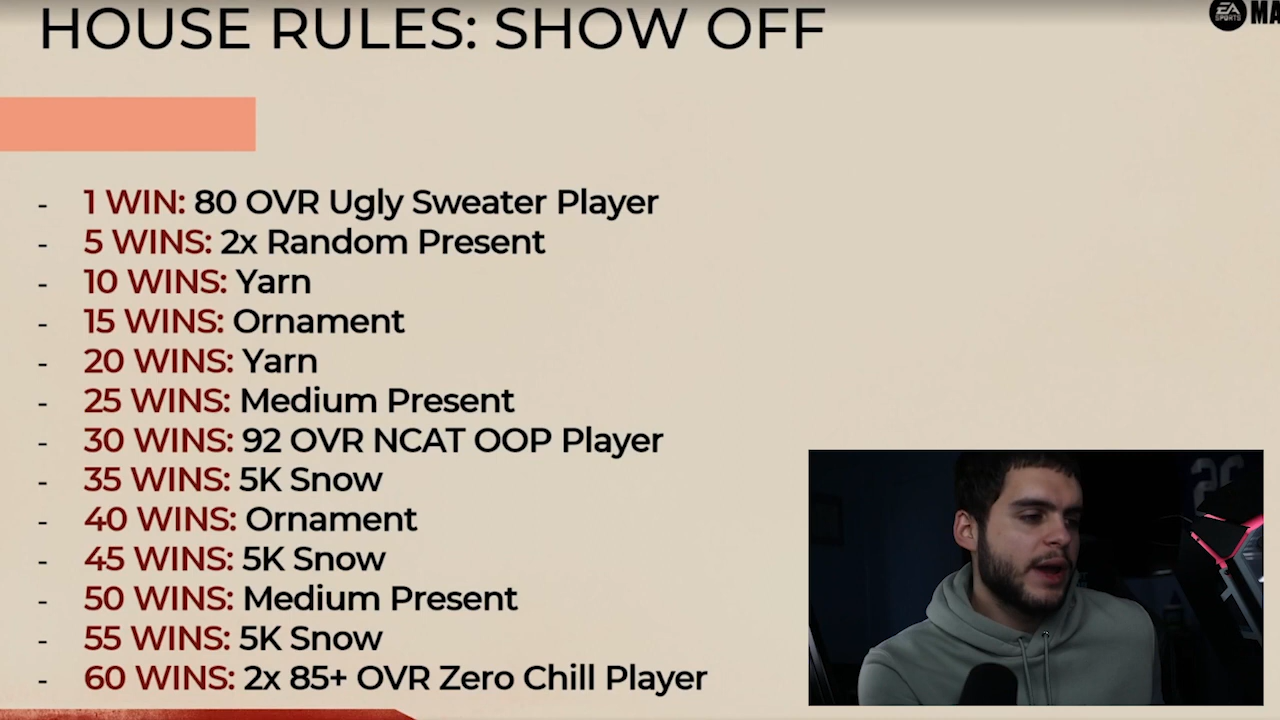 HOUSE RULES: SHOW OFF
EA
SPORTS
- 1 WIN: 80 OVR Ugly Sweater Player
- 5 WINS: 2x Random Present
- 10 WINS: Yarn
- 15 WINS: Ornament
- 20 WINS: Yarn
- 25 WINS: Medium Present
- 30 WINS: 92 OVR NCAT OOP Player
- 35 WINS: 5K Snow
- 40 WINS: Ornament
- 45 WINS: 5K Snow
- 50 WINS: Medium Present
- 55 WINS: 5K Snow
- 60 WINS: 2x 85+ OVR Zero Chill Player